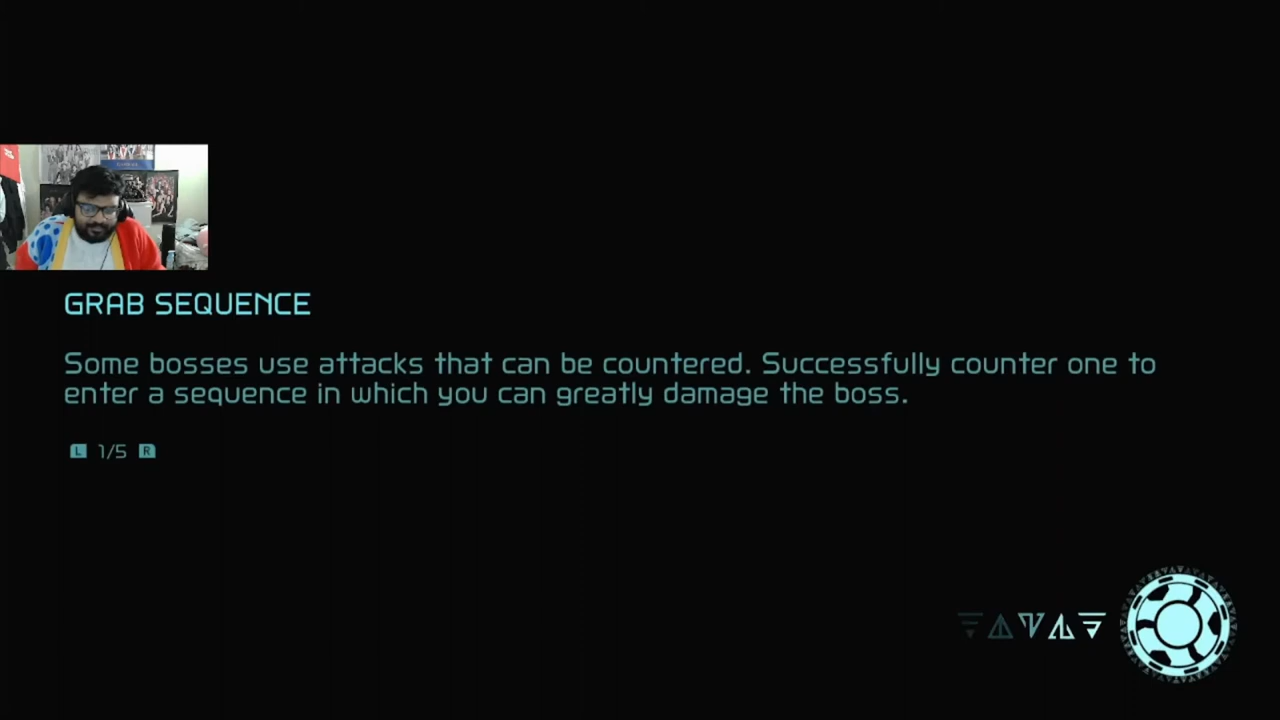 GRAB SEQUENCE
Some bosses use attacks that can be countered. Successfully counter one to
enter a sequence in which you can greatly damage the boss.
L 1/5 R